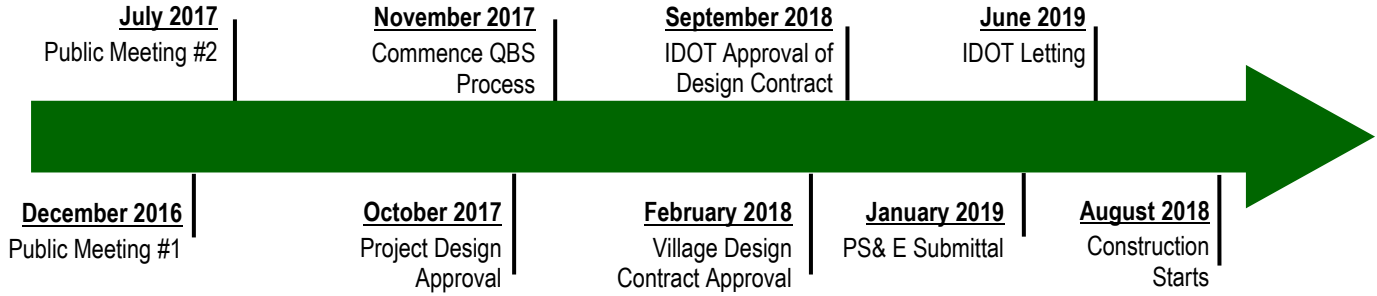 July 2017
Public Meeting #2
November 2017
Commence QBS
Process
September 2018
IDOT Approval of
Design Contract
June 2019
IDOT Letting
December 2016
Public Meeting #1
October 2017
Project Design
Approval
February 2018
Village Design
Contract Approval
January 2019
PS& E Submittal
August 2018
Construction
Starts